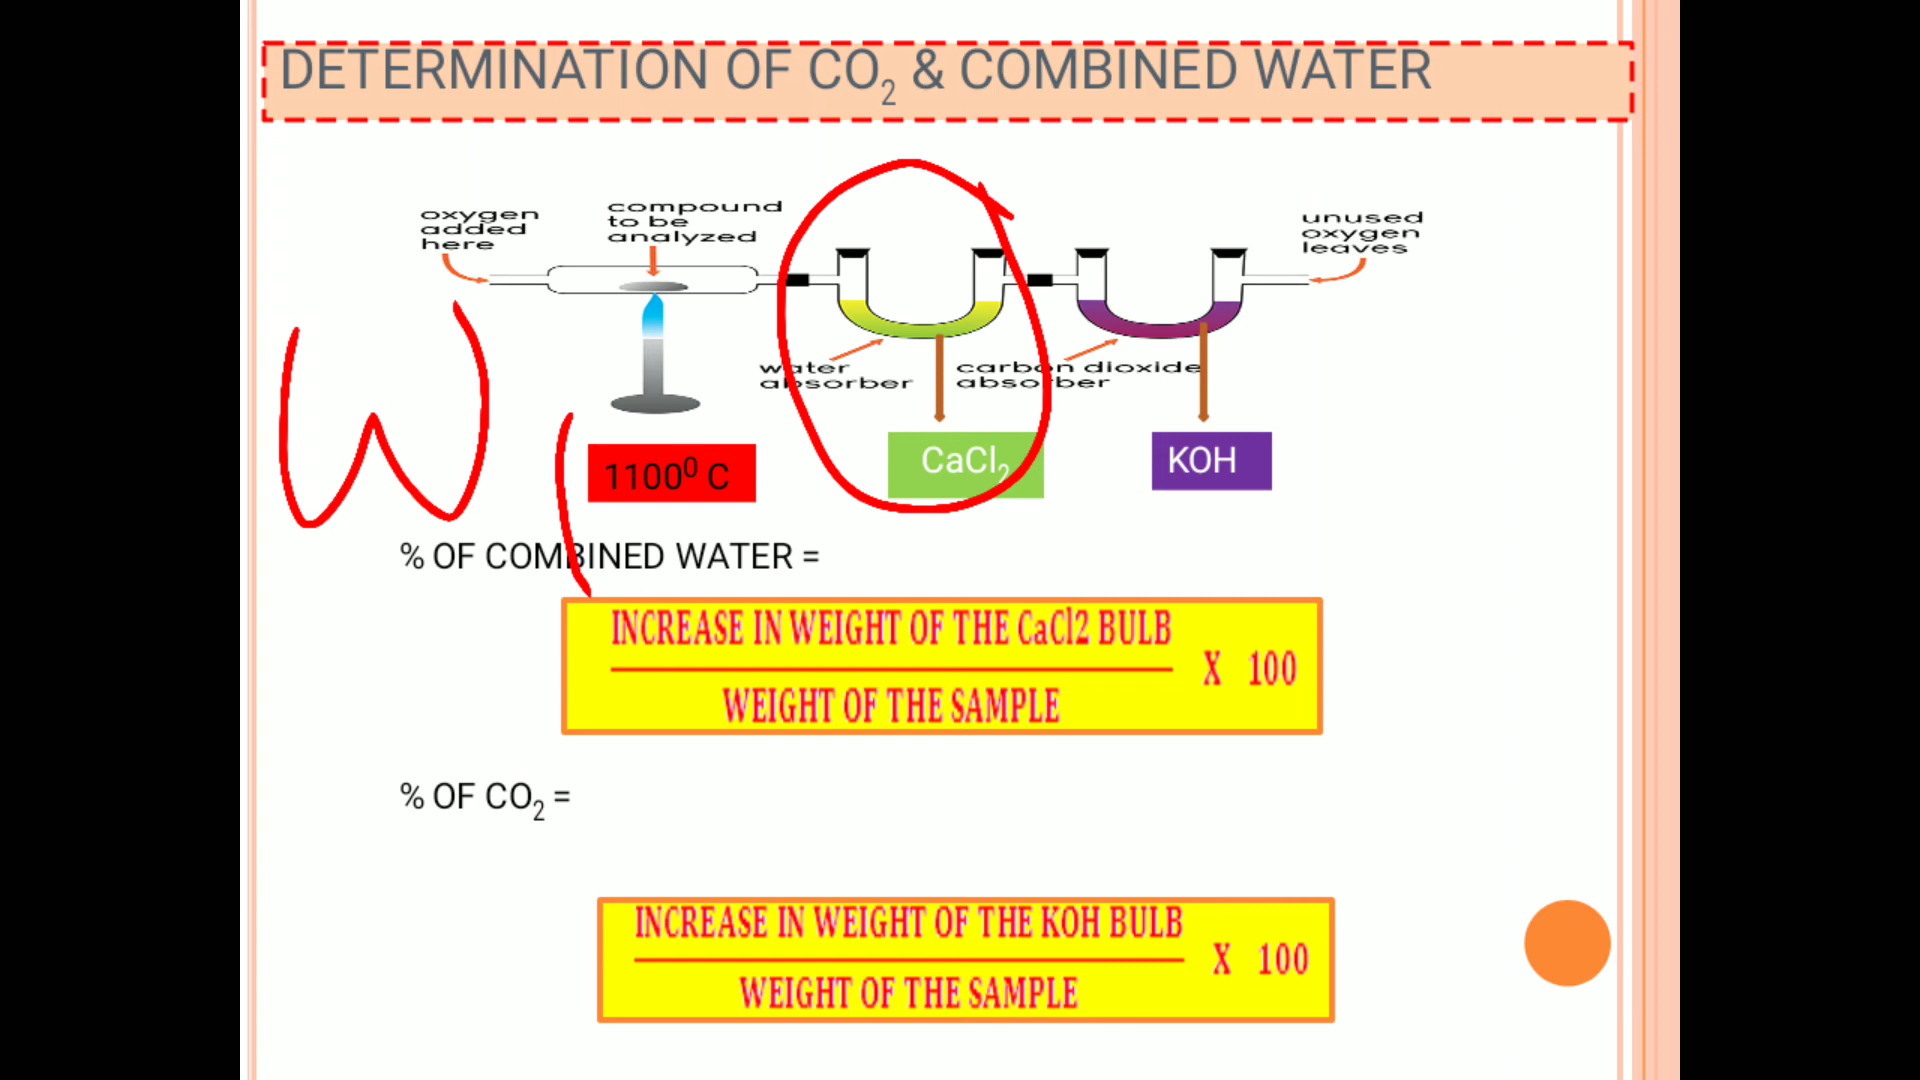 DETERMINATION OF CO₂ & COMBINED WATER
oxygen
added
here
compound
to be
analyzed
unused
oxygen
leaves
water
absorber
carbon dioxide
absorber
W
1100⁰ C
CaCl₂
KOH
% OF COMBINED WATER =
INCREASE IN WEIGHT OF THE CaCl2 BULB
WEIGHT OF THE SAMPLE
X 100
% OF CO₂ =
INCREASE IN WEIGHT OF THE KOH BULB
WEIGHT OF THE SAMPLE
X 100